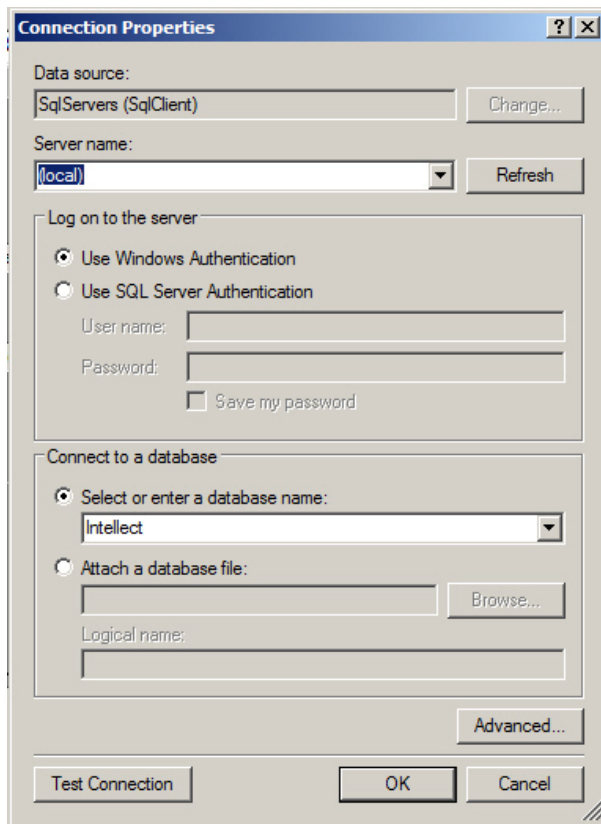 Connection Properties
Data source:
SqlServers (SqlClient)
Change...
Server name:
(local)
Refresh
Log on to the server
Use Windows Authentication
Use SQL Server Authentication
User name:
Password:
Save my password
Connect to a database
Select or enter a database name:
Intellect
Attach a database file:
Browse...
Logical name:
Advanced...
Test Connection
OK
Cancel